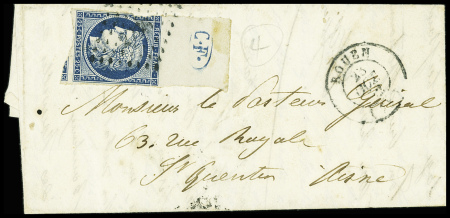 C.F.
ROUEN
Monsieur le Pasteur
63, rue Royale
St Quentin Aisne